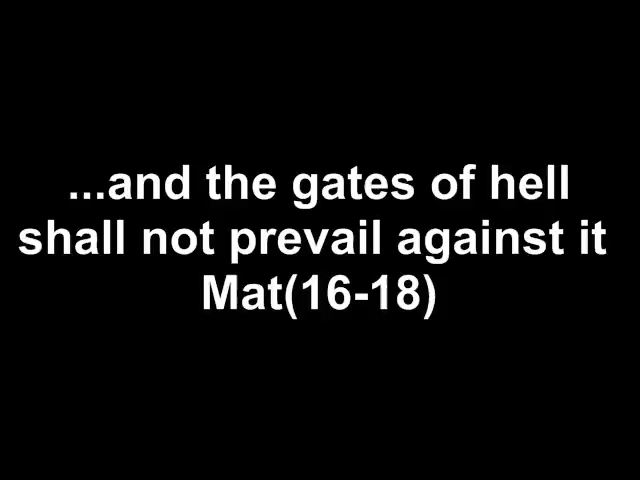 ...and the gates of hell
shall not prevail against it
Mat(16-18)